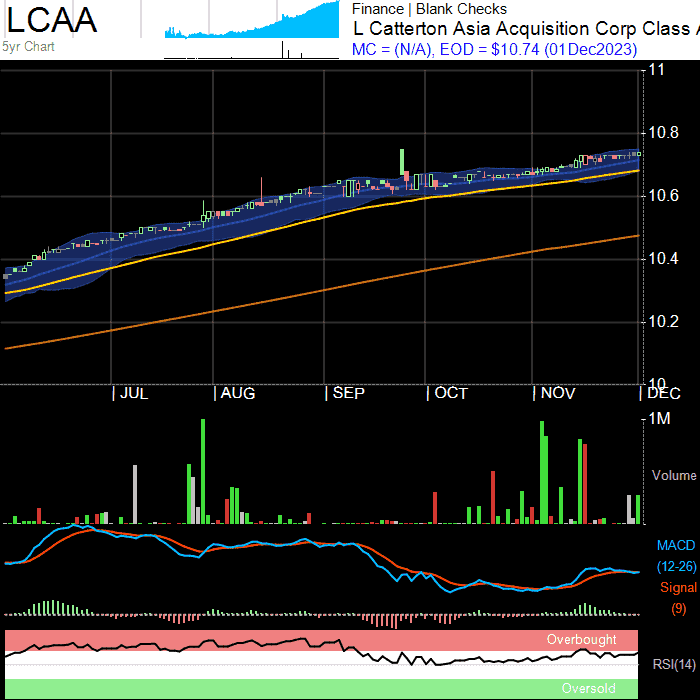 LCAA
5yr Chart
Finance | Blank Checks
L Catterton Asia Acquisition Corp Class A
MC = (N/A), EOD = $10.74 (01Dec2023)
11
10.8
10.6
10.4
10.2
10
JUL
AUG
SEP
OCT
NOV
DEC
1M
Volume
MACD
(12-26)
Signal
(9)
Overbought
RSI(14)
Oversold